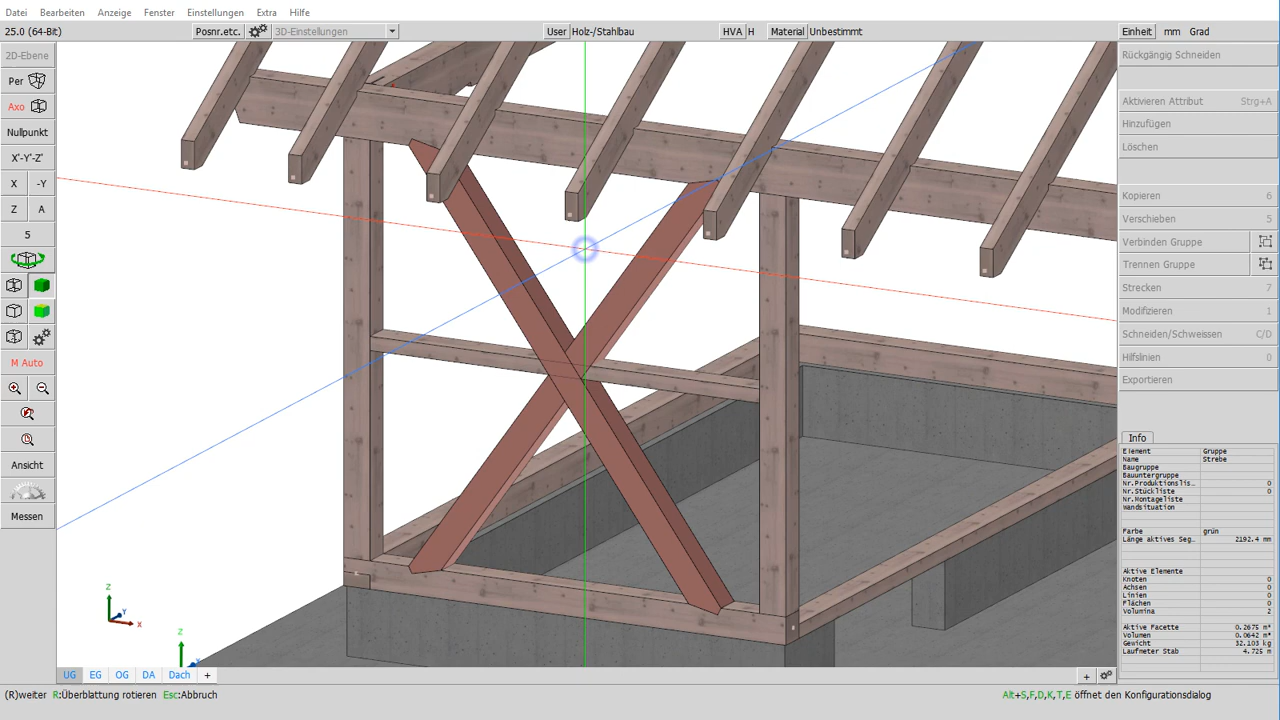 Datei Bearbeiten Anzeige Fenster Einstellungen Extra Hilfe
25.0 (64-Bit) Posnr.etc. 3D-Einstellungen User Holz-/Stahlbau HVA H Material Unbestimmt Einheit mm Grad
2D-Ebene
Per
Axo
Nullpunkt
X'-Y'-Z'
X -Y
Z A
5
M Auto
Ansicht
Messen
Z
Y
X
Z
UG EG OG DA Dach +
+
Rückgängig Schneiden
Aktivieren Attribut Strg+A
Hinzufügen
Löschen
Kopieren 6
Verschieben 5
Verbinden Gruppe
Trennen Gruppe
Strecken 7
Modifizieren 1
Schneiden/Schweissen C/D
Hilfslinien 0
Exportieren
Info
Element Gruppe
Name Strebe
Baugruppe
Bauuntergruppe
Nr.Produktionslis.. 0
Nr.Stückliste 0
Nr.Montageliste
Wandsituation
Farbe grün
Länge aktives Seg.. 2192.4 mm
Aktive Elemente
Knoten 0
Achsen 0
Linien 0
Flächen 0
Volumina 2
Aktive Facette 0.2675 m²
Volumen 0.0642 m³
Gewicht 32.103 kg
Laufmeter Stab 4.725 m
(R)weiter R:Überblattung rotieren Esc:Abbruch Alt+S,F,D,K,T,E öffnet den Konfigurationsdialog